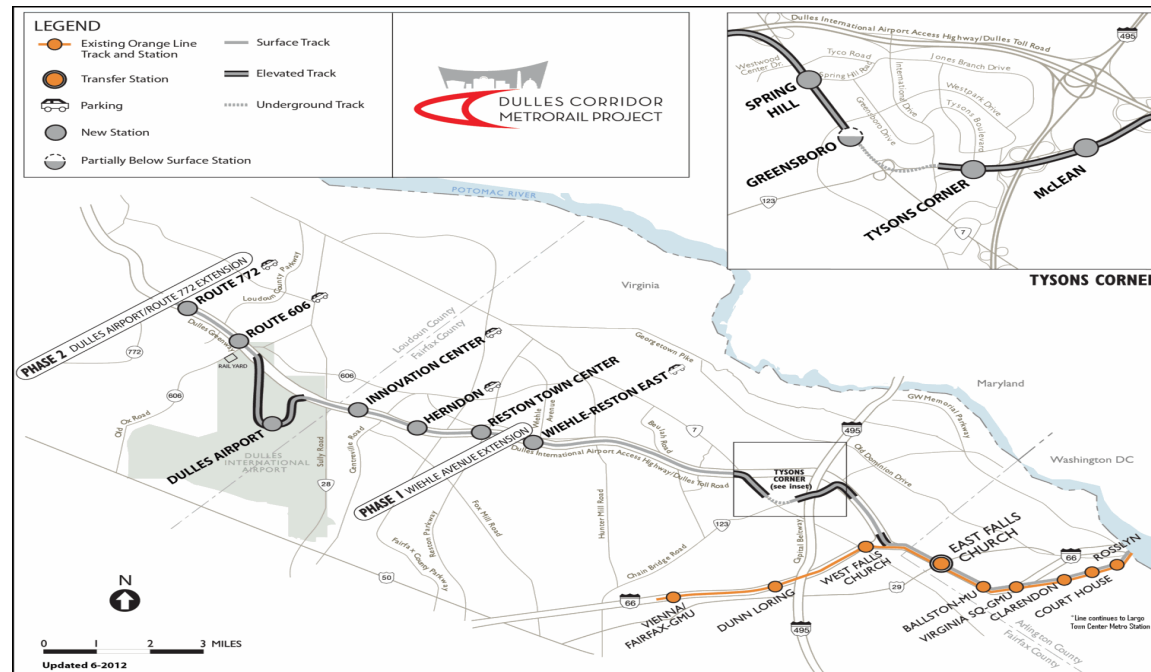 LEGEND
Existing Orange Line
Track and Station
Transfer Station
Parking
New Station
Partially Below Surface Station
Surface Track
Elevated Track
Underground Track
DULLES CORRIDOR
METRORAIL PROJECT
Dulles International Airport Access Highway/Dulles Toll Road
495
Westwood
Center Dr.
Tyco Road
Spring Hill Road
International Drive
Jones Branch Drive
Westpark Drive
Tysons Boulevard
Greensboro Drive
SPRING
HILL
GREENSBORO
TYSONS CORNER
McLEAN
123
7
TYSONS CORNER
POTOMAC RIVER
Virginia
Maryland
Washington DC
PHASE 2 DULLES AIRPORT/ROUTE 772 EXTENSION
ROUTE 772
Loudoun County Parkway
ROUTE 606
Dulles Greenway
772
RAIL YARD
606
606
Old Ox Road
Loudoun County
Fairfax County
INNOVATION CENTER
HERNDON
RESTON TOWN CENTER
WIEHLE-RESTON EAST
Wiehle
Avenue
DULLES AIRPORT
DULLES
INTERNATIONAL
AIRPORT
Sully Road
28
Centreville Road
PHASE 1 WIEHLE AVENUE EXTENSION
Dulles International Airport Access Highway/Dulles Toll Road
Beulah Road
7
Georgetown Pike
GW Memorial Parkway
495
Old Dominion Drive
TYSONS
CORNER
(see inset)
Fox Mill Road
Reston Parkway
Fairfax County
Parkway
Hunter Mill Road
Chain Bridge Road
123
Capital Beltway
50
66
29
66
495
VIENNA/
FAIRFAX-GMU
DUNN LORING
WEST FALLS
CHURCH
EAST FALLS
CHURCH
BALLSTON-MU
VIRGINIA SQ-GMU
CLARENDON
COURT HOUSE
ROSSLYN
Arlington County
Fairfax County
*Line continues to Largo
Town Center Metro Station
N
0 1 2 3 MILES
Updated 6-2012